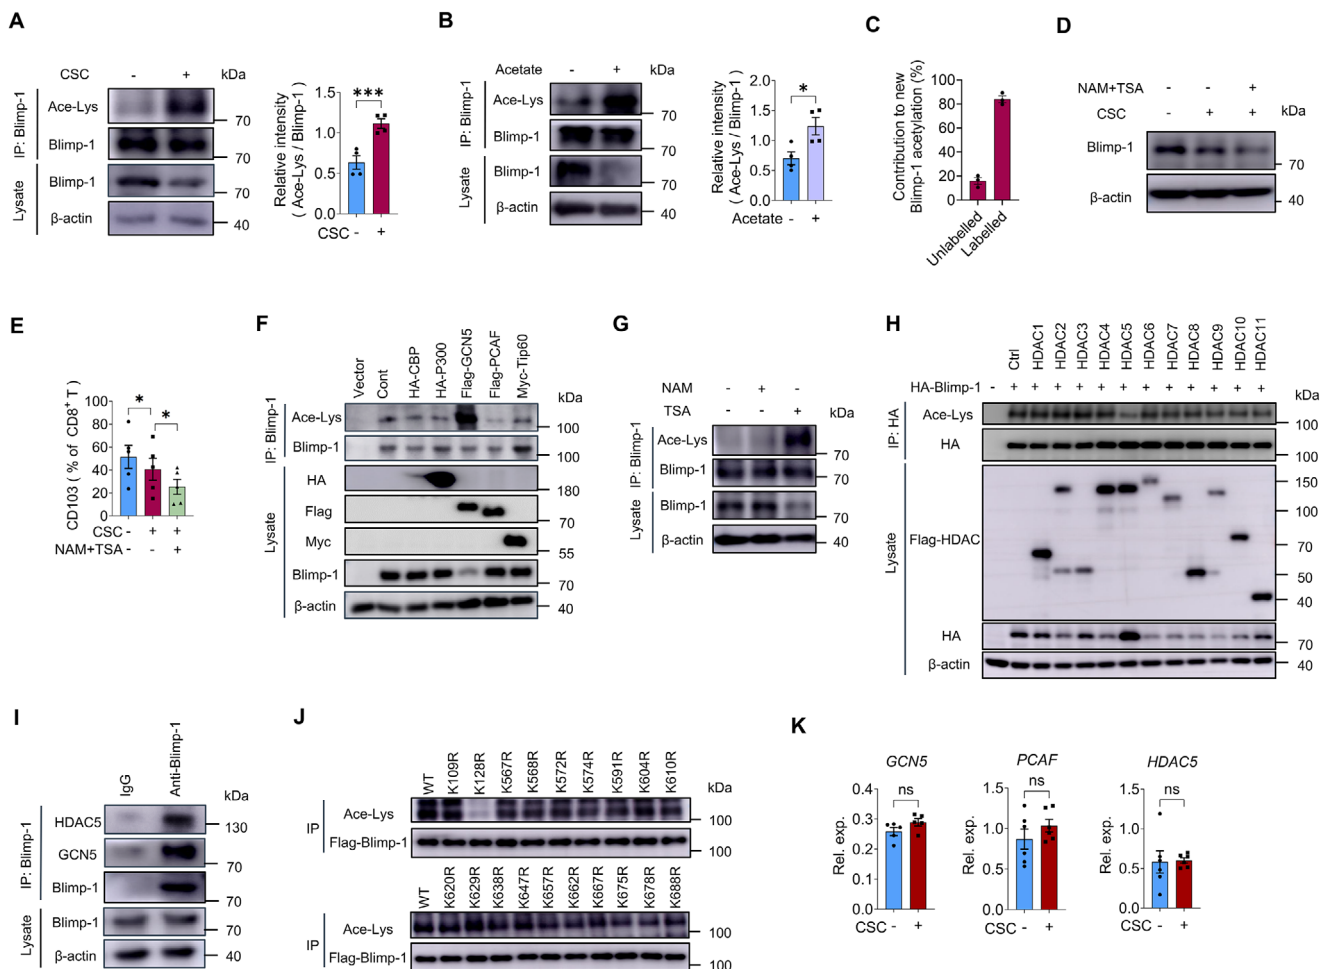 A
CSC - + kDa
IP: Blimp-1
Ace-Lys
70
Blimp-1
70
Lysate
Blimp-1
70
β-actin
40
Relative intensity
( Ace-Lys / Blimp-1 )
1.5
1.0
0.5
0.0
***
CSC - +
B
Acetate - + kDa
IP: Blimp-1
Ace-Lys
70
Blimp-1
70
Lysate
Blimp-1
70
β-actin
40
Relative intensity
( Ace-Lys / Blimp-1 )
2.0
1.5
1.0
0.5
0.0
*
Acetate - +
C
Contribution to new
Blimp-1 acetylation (%)
100
80
60
40
20
0
Unlabelled
Labelled
D
NAM+TSA - - +
CSC - + + kDa
Blimp-1
70
β-actin
40
E
CD103 ( % of CD8+ T )
100
80
60
40
20
0
* *
CSC - + +
NAM+TSA - - +
F
Vector
Cont
HA-CBP
HA-P300
Flag-GCN5
Flag-PCAF
Myc-Tip60
kDa
IP: Blimp-1
Ace-Lys
100
Blimp-1
100
Lysate
HA
180
Flag
70
Myc
55
Blimp-1
70
β-actin
40
G
NAM - + -
TSA - - + kDa
IP: Blimp-1
Ace-Lys
70
Blimp-1
70
Lysate
Blimp-1
70
β-actin
40
H
Ctrl
HDAC1
HDAC2
HDAC3
HDAC4
HDAC5
HDAC6
HDAC7
HDAC8
HDAC9
HDAC10
HDAC11
HA-Blimp-1 - + + + + + + + + + + + +
kDa
IP: HA
Ace-Lys
100
HA
100
Lysate
Flag-HDAC
150
100
70
50
40
HA
70
β-actin
40
I
IgG
Anti-Blimp-1
kDa
IP: Blimp-1
HDAC5
130
GCN5
70
Blimp-1
70
Lysate
Blimp-1
70
β-actin
40
J
WT
K109R
K128R
K567R
K568R
K572R
K574R
K591R
K604R
K610R
kDa
IP
Ace-Lys
100
Flag-Blimp-1
100
WT
K620R
K629R
K638R
K647R
K657R
K662R
K667R
K675R
K678R
K688R
IP
Ace-Lys
100
Flag-Blimp-1
100
K
GCN5
Rel. exp.
0.4
0.3
0.2
0.1
0.0
ns
CSC - +
PCAF
Rel. exp.
1.5
1.0
0.5
0.0
ns
CSC - +
HDAC5
Rel. exp.
1.5
1.0
0.5
0.0
ns
CSC - +